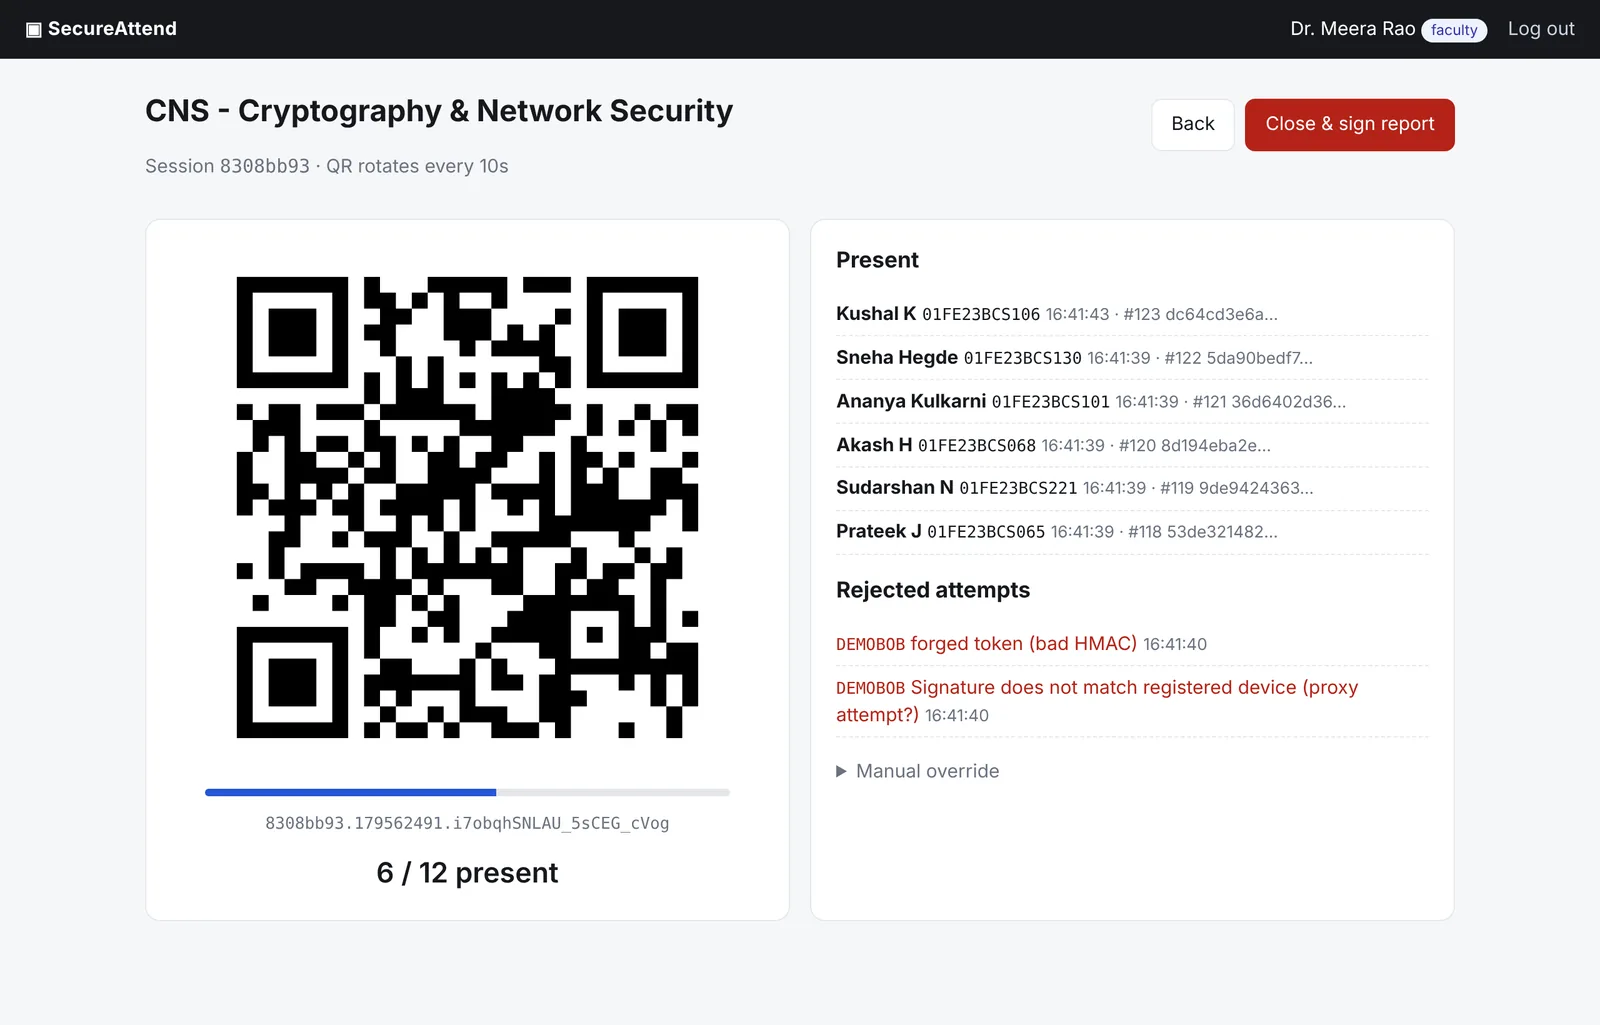 SecureAttend
Dr. Meera Rao faculty Log out
CNS - Cryptography & Network Security
Back
Close & sign report
Session 8308bb93 · QR rotates every 10s
8308bb93.179562491.i7obqhSNLAU_5sCEG_cVog
6 / 12 present
Present
Kushal K 01FE23BCS106 16:41:43 · #123 dc64cd3e6a...
Sneha Hegde 01FE23BCS130 16:41:39 · #122 5da90bedf7...
Ananya Kulkarni 01FE23BCS101 16:41:39 · #121 36d6402d36...
Akash H 01FE23BCS068 16:41:39 · #120 8d194eba2e...
Sudarshan N 01FE23BCS221 16:41:39 · #119 9de9424363...
Prateek J 01FE23BCS065 16:41:39 · #118 53de321482...
Rejected attempts
DEMOBOB forged token (bad HMAC) 16:41:40
DEMOBOB Signature does not match registered device (proxy
attempt?) 16:41:40
▶ Manual override